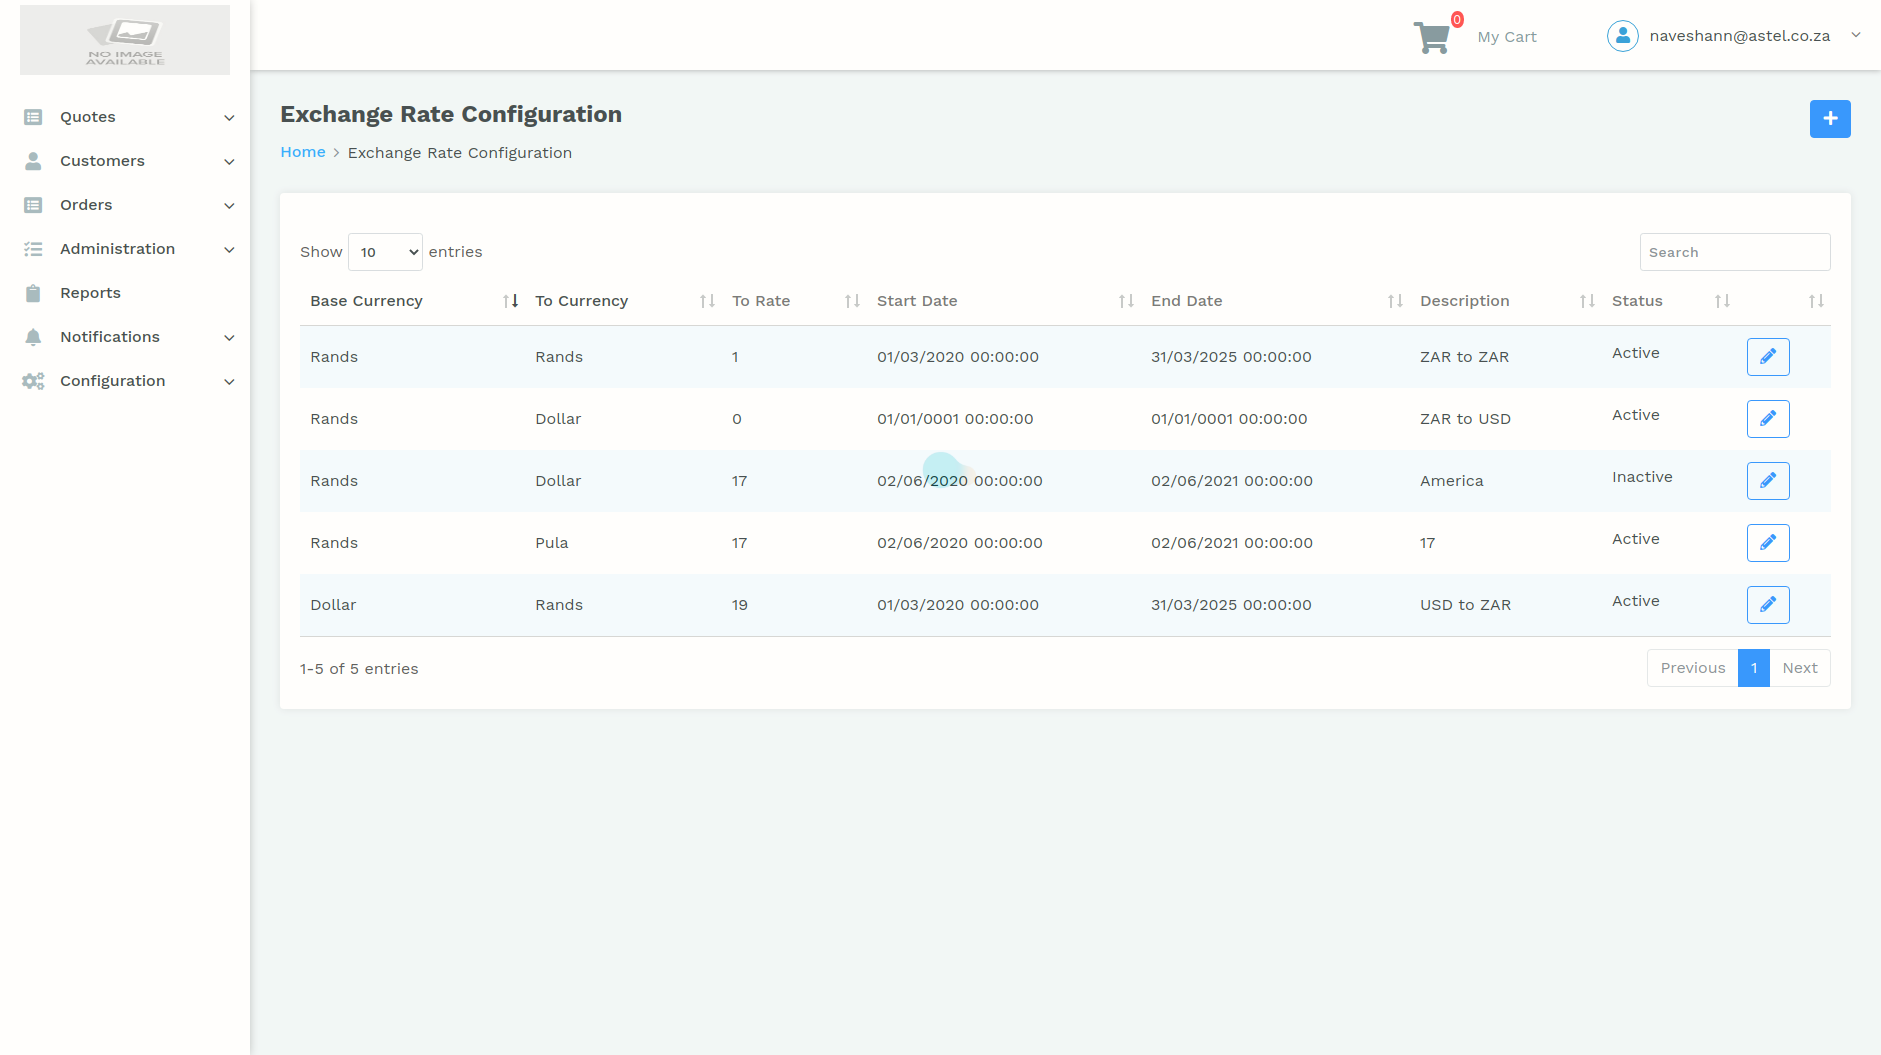 NO IMAGE
AVAILABLE
0
My Cart
naveshann@astel.co.za
Quotes
Customers
Orders
Administration
Reports
Notifications
Configuration
Exchange Rate Configuration
Home > Exchange Rate Configuration
Show 10 entries
Search
Base Currency To Currency To Rate Start Date End Date Description Status
Rands Rands 1 01/03/2020 00:00:00 31/03/2025 00:00:00 ZAR to ZAR Active
Rands Dollar 0 01/01/0001 00:00:00 01/01/0001 00:00:00 ZAR to USD Active
Rands Dollar 17 02/06/2020 00:00:00 02/06/2021 00:00:00 America Inactive
Rands Pula 17 02/06/2020 00:00:00 02/06/2021 00:00:00 17 Active
Dollar Rands 19 01/03/2020 00:00:00 31/03/2025 00:00:00 USD to ZAR Active
1-5 of 5 entries
Previous 1 Next